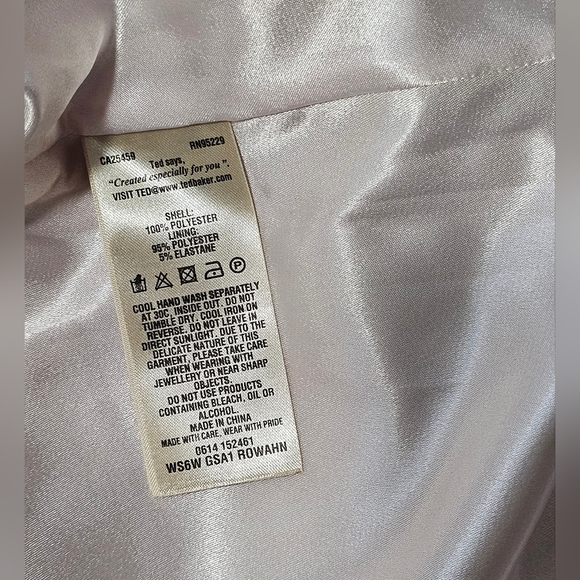 CA25459 RN95229
Ted says,
"Created especially for you".
VISIT TED@www.tedbaker.com
SHELL:
100% POLYESTER
LINING:
95% POLYESTER
5% ELASTANE
P
COOL HAND WASH SEPARATELY
AT 30C, INSIDE OUT. DO NOT
TUMBLE DRY, COOL IRON ON
REVERSE. DO NOT LEAVE IN
DIRECT SUNLIGHT. DUE TO THE
DELICATE NATURE OF THIS
GARMENT, PLEASE TAKE CARE
WHEN WEARING WITH
JEWELLERY OR NEAR SHARP
OBJECTS.
DO NOT USE PRODUCTS
CONTAINING BLEACH, OIL OR
ALCOHOL.
MADE IN CHINA
MADE WITH CARE, WEAR WITH PRIDE
0614 152461
WS6W GSA1 ROWAHN